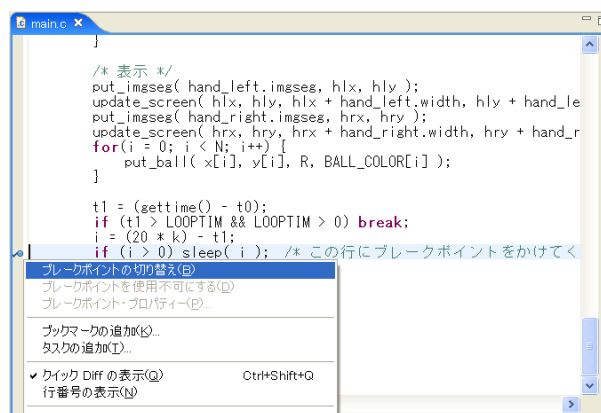 main.c
}
/* 表示 */
put_imgseg( hand_left.imgseg, hlx, hly );
update_screen( hlx, hly, hlx + hand_left.width, hly + hand_le
put_imgseg( hand_right.imgseg, hrx, hry );
update_screen( hrx, hry, hrx + hand_right.width, hry + hand_r
for(i = 0; i < N; i++) {
put_ball( x[i], y[i], R, BALL_COLOR[i] );
}
t1 = (gettime() - t0);
if (t1 > LOOPTIM && LOOPTIM > 0) break;
i = (20 * k) - t1;
if (i > 0) sleep( i ); /* この行にブレークポイントをかけてく
ブレークポイントの切り替え(B)
ブレークポイントを使用不可にする(D)
ブレークポイント・プロパティー(P)...
ブックマークの追加(K)...
タスクの追加(T)...
クイック Diff の表示(Q) Ctrl+Shift+Q
行番号の表示(N)